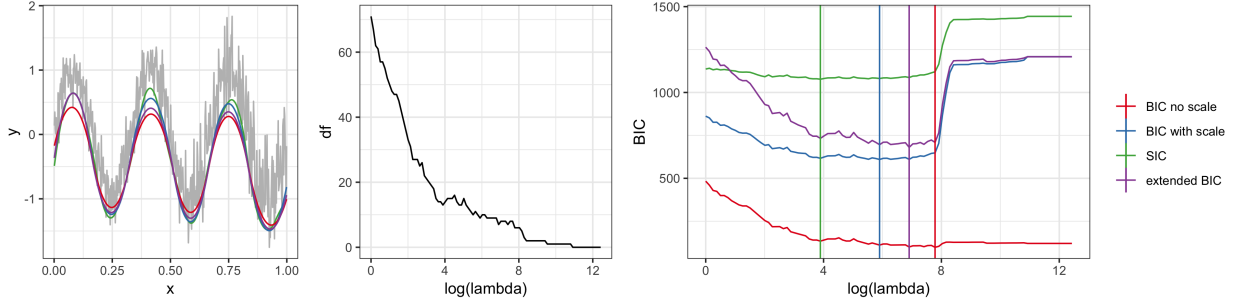 2
1
0
-1
y
0.00 0.25 0.50 0.75 1.00
x
60
40
20
0
df
0 4 8 12
log(lambda)
1500
1000
500
BIC
0 4 8 12
log(lambda)
BIC no scale
BIC with scale
SIC
extended BIC